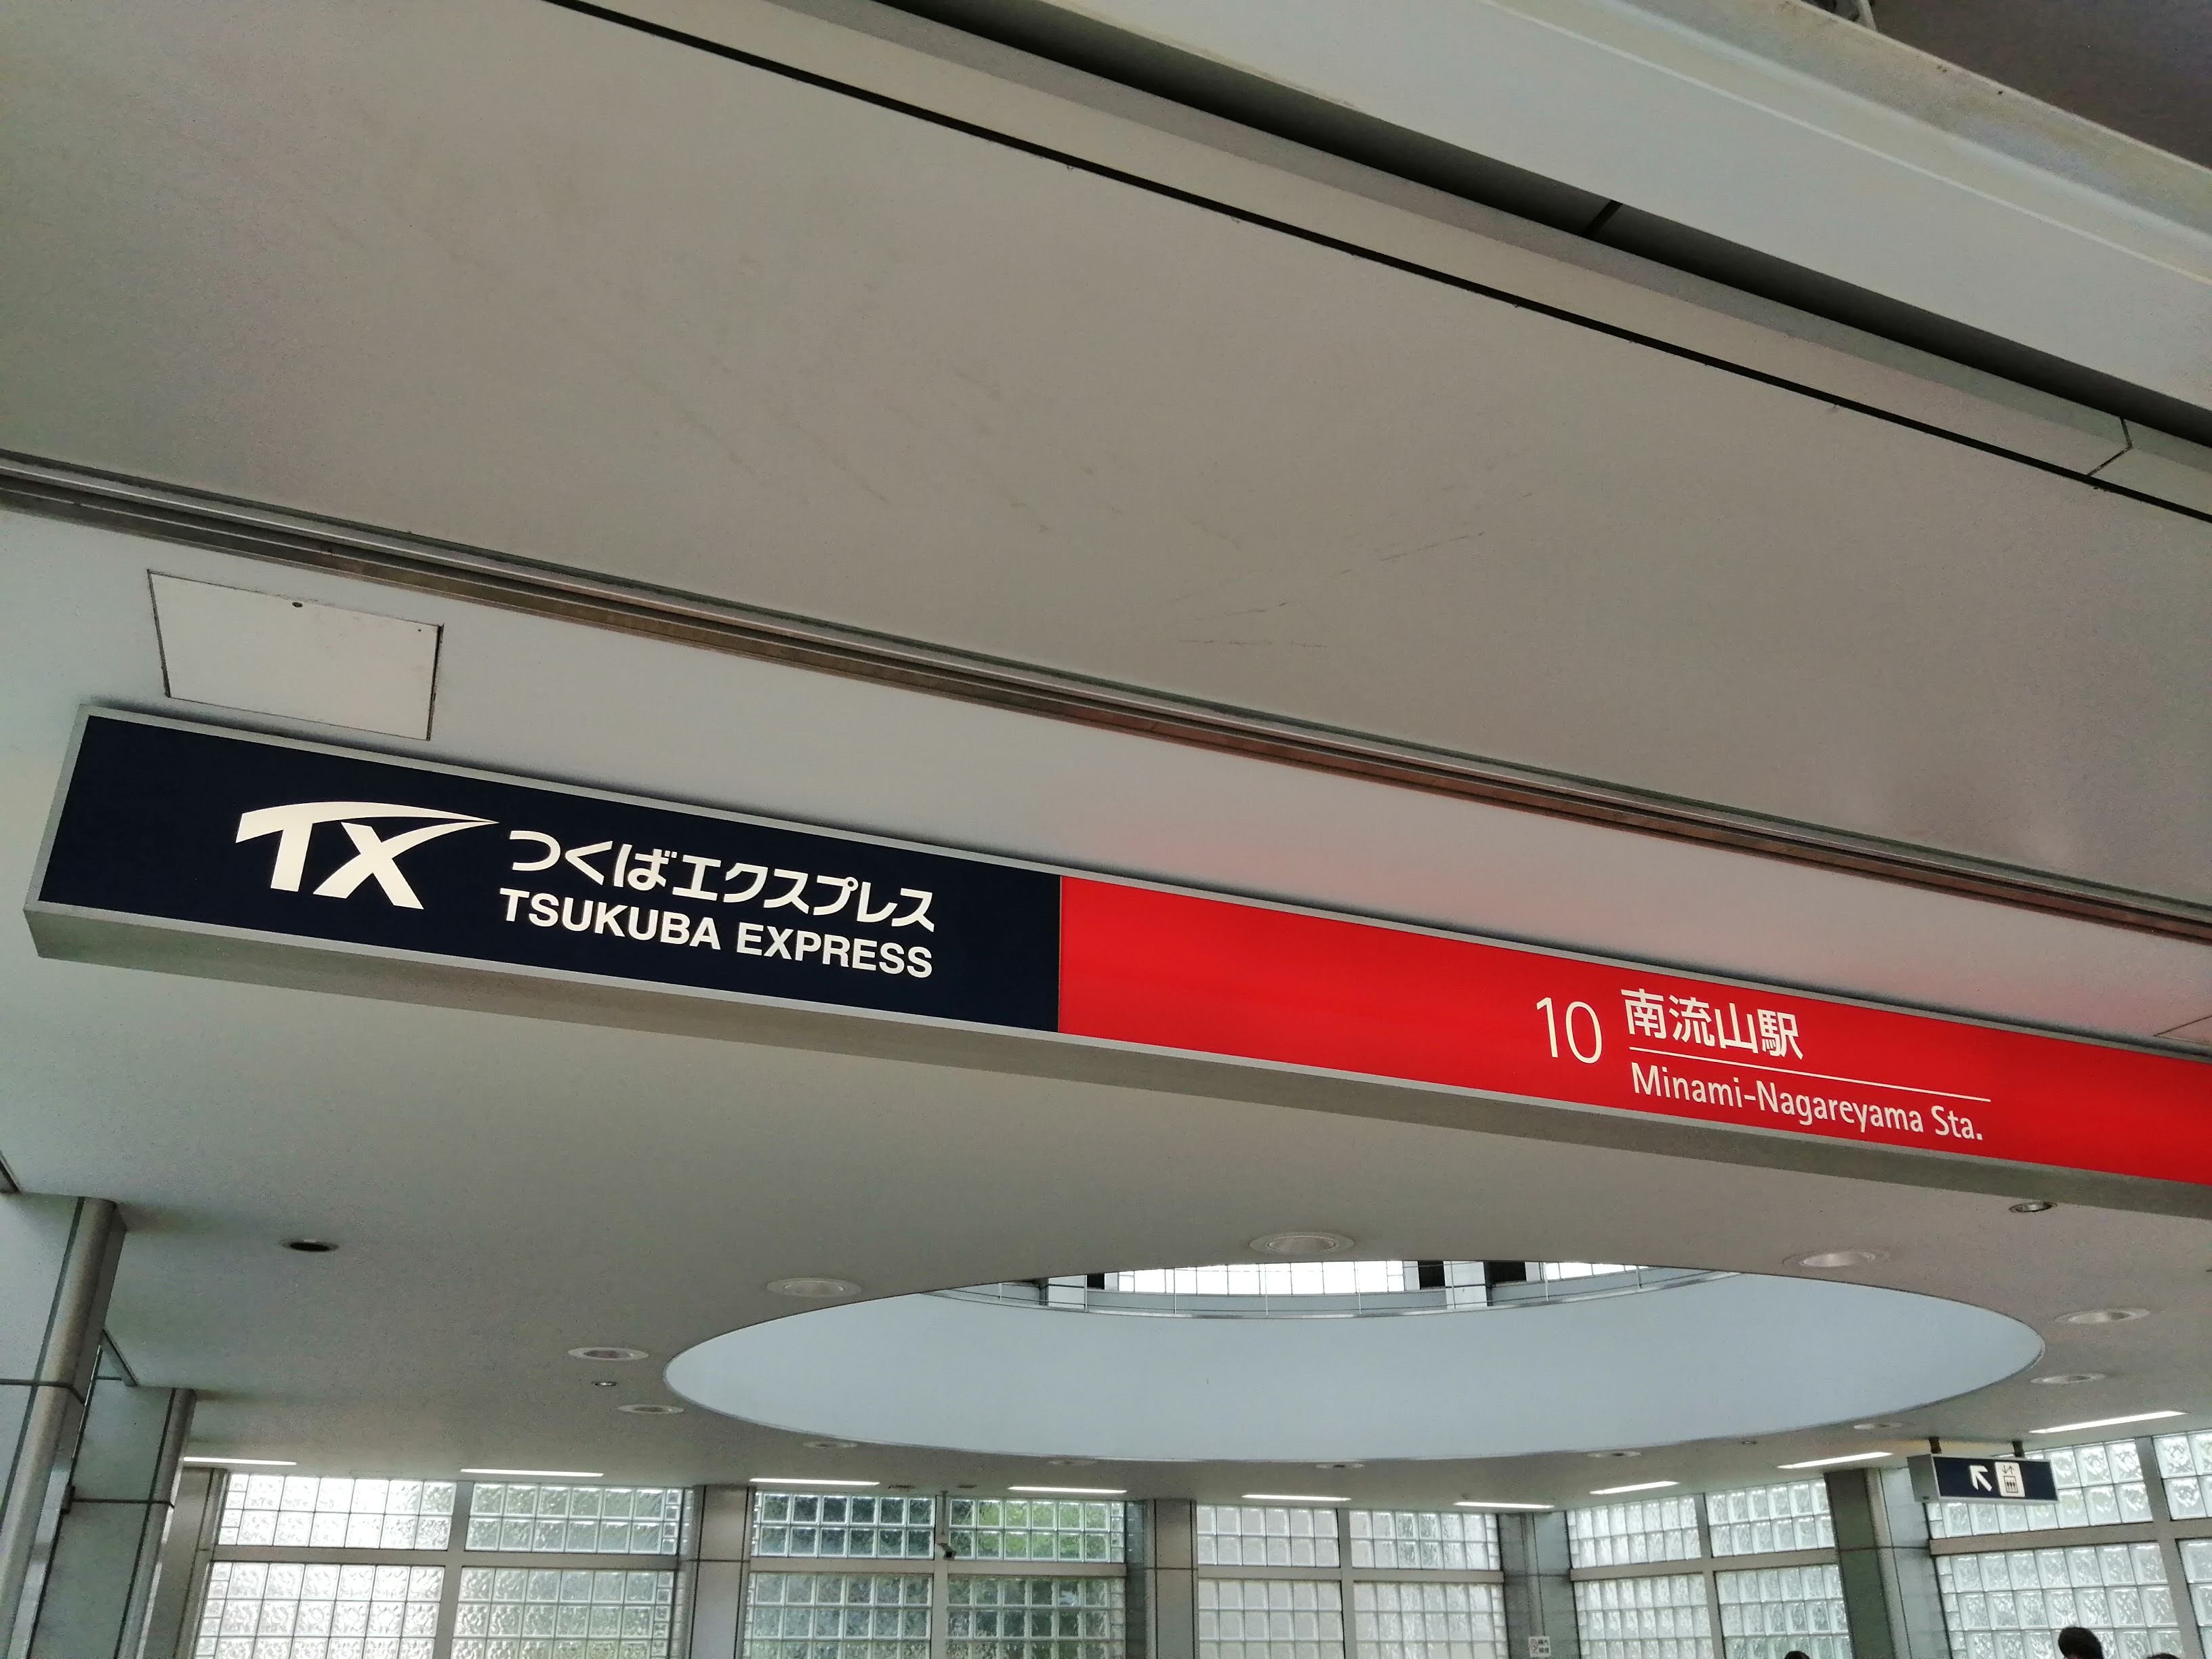 TX
つくばエクスプレス
TSUKUBA EXPRESS
10 南流山駅
Minami-Nagareyama Sta.